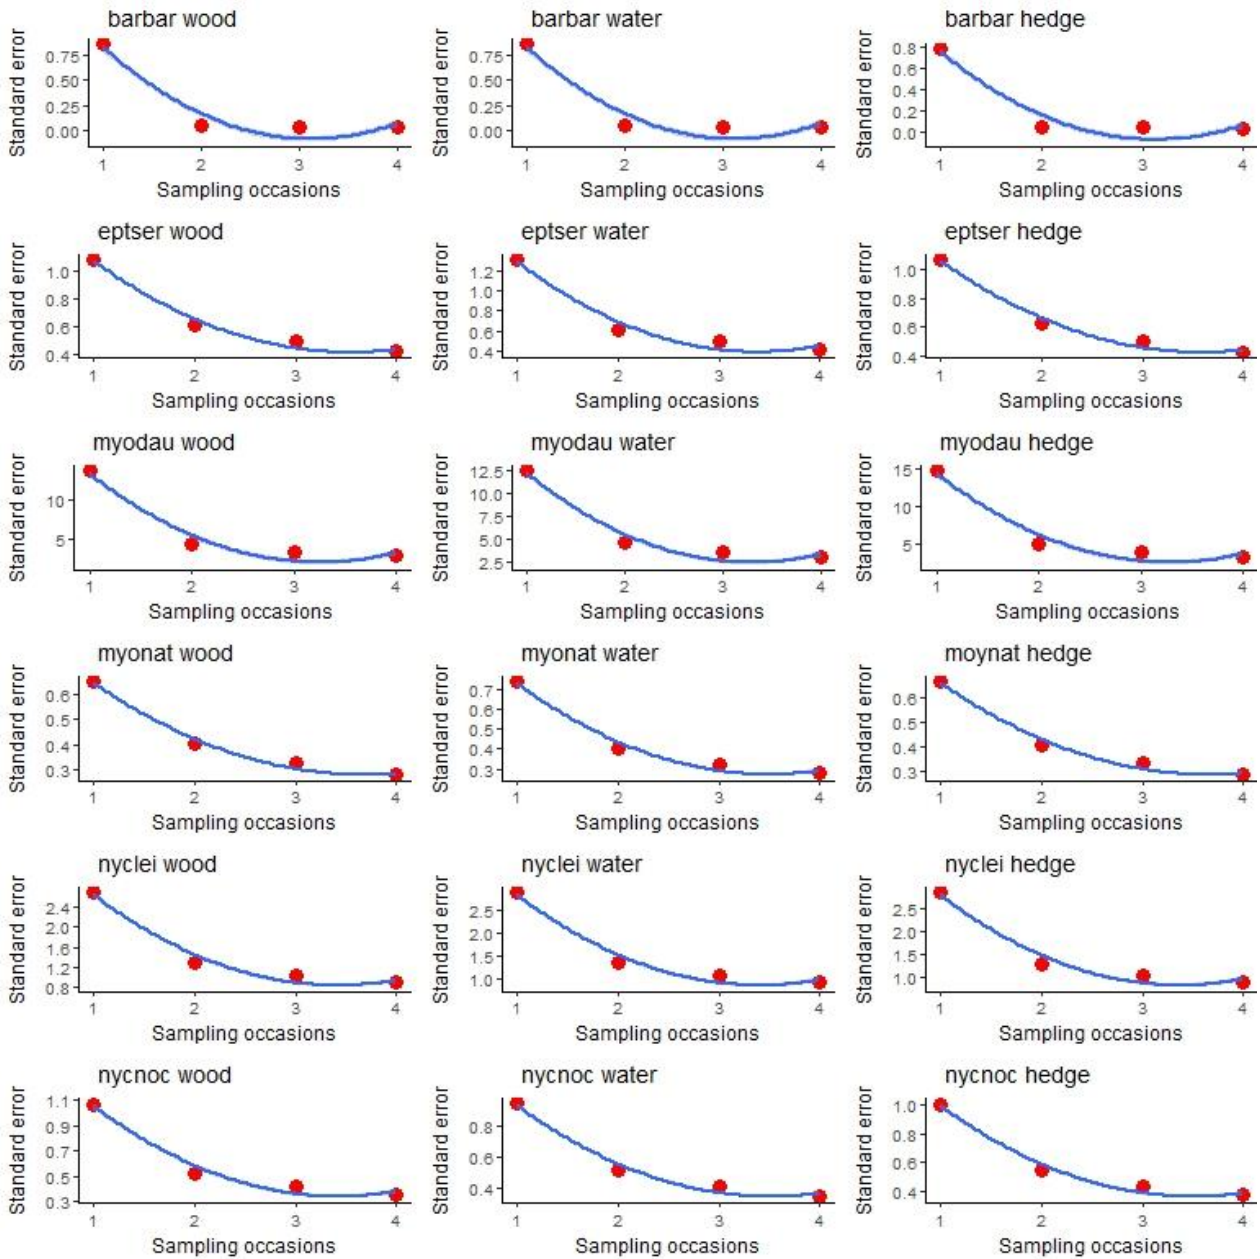 barbar wood
Standard error
0.75
0.50
0.25
0.00
1 2 3 4
Sampling occasions
barbar water
Standard error
0.75
0.50
0.25
0.00
1 2 3 4
Sampling occasions
barbar hedge
Standard error
0.8
0.6
0.4
0.2
0.0
1 2 3 4
Sampling occasions
eptser wood
Standard error
1.0
0.8
0.6
0.4
1 2 3 4
Sampling occasions
eptser water
Standard error
1.2
1.0
0.8
0.6
0.4
1 2 3 4
Sampling occasions
eptser hedge
Standard error
1.0
0.8
0.6
0.4
1 2 3 4
Sampling occasions
myodau wood
Standard error
10
5
1 2 3 4
Sampling occasions
myodau water
Standard error
12.5
10.0
7.5
5.0
2.5
1 2 3 4
Sampling occasions
myodau hedge
Standard error
15
10
5
1 2 3 4
Sampling occasions
myonat wood
Standard error
0.6
0.5
0.4
0.3
1 2 3 4
Sampling occasions
myonat water
Standard error
0.7
0.6
0.5
0.4
0.3
1 2 3 4
Sampling occasions
moynat hedge
Standard error
0.6
0.5
0.4
0.3
1 2 3 4
Sampling occasions
nyclei wood
Standard error
2.4
2.0
1.6
1.2
0.8
1 2 3 4
Sampling occasions
nyclei water
Standard error
2.5
2.0
1.5
1.0
1 2 3 4
Sampling occasions
nyclei hedge
Standard error
2.5
2.0
1.5
1.0
1 2 3 4
Sampling occasions
nycnoc wood
Standard error
1.1
0.9
0.7
0.5
0.3
1 2 3 4
Sampling occasions
nycnoc water
Standard error
0.8
0.6
0.4
1 2 3 4
Sampling occasions
nycnoc hedge
Standard error
1.0
0.8
0.6
0.4
1 2 3 4
Sampling occasions